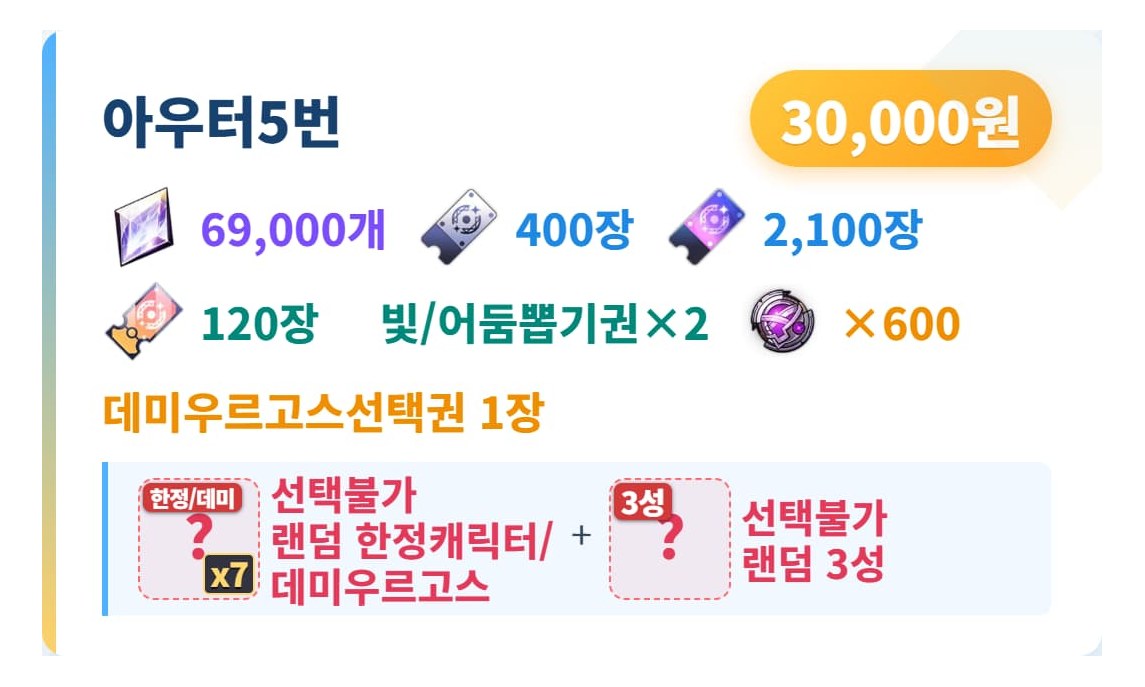 아우터5번 30,000원
69,000개 400장 2,100장
120장 빛/어둠뽑기권×2 ×600
데미우르고스선택권 1장
한정/데미
?
x7
선택불가
랜덤 한정캐릭터/
데미우르고스
+
3성
?
선택불가
랜덤 3성